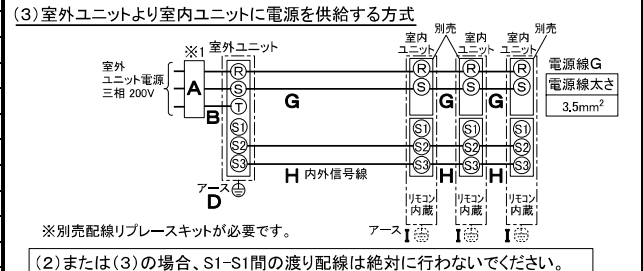 (3)室外ユニットより室内ユニットに電源を供給する方式
※1 室外ユニット
別売
別売
室内ユニット
室内ユニット
室内ユニット
室外
ユニット電源
三相 200V
A
B
R
S
T
S1
S2
S3
G
R
S
S1
S2
S3
G
R
S
S1
S2
S3
G
R
S
S1
S2
S3
電源線G
電源線太さ
3.5mm²
H 内外信号線
H
H
アース
D
リモコン内蔵
リモコン内蔵
リモコン内蔵
アース I
I
I
※別売配線リプレースキットが必要です。
(2)または(3)の場合、S1-S1間の渡り配線は絶対に行わないでください。